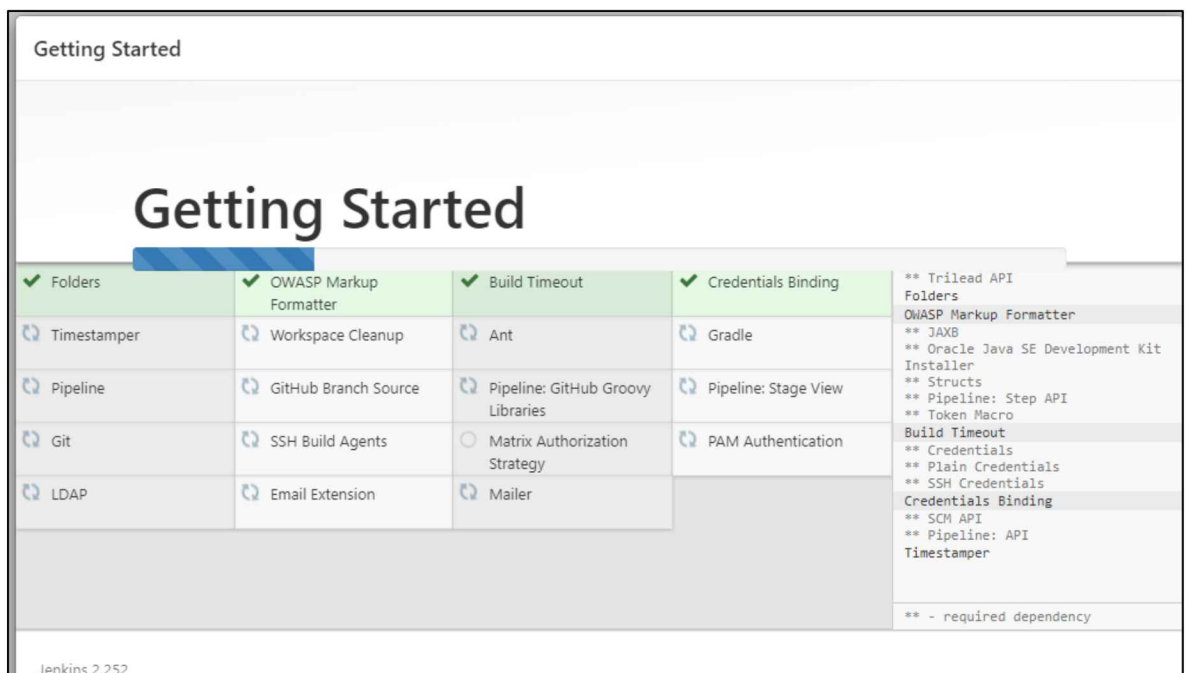 Getting Started
Getting Started
Folders
OWASP Markup
Formatter
Build Timeout
Credentials Binding
Timestamper
Workspace Cleanup
Ant
Gradle
Pipeline
GitHub Branch Source
Pipeline: GitHub Groovy
Libraries
Pipeline: Stage View
Git
SSH Build Agents
Matrix Authorization
Strategy
PAM Authentication
LDAP
Email Extension
Mailer
** Trilead API
Folders
OWASP Markup Formatter
** JAXB
** Oracle Java SE Development Kit
Installer
** Structs
** Pipeline: Step API
** Token Macro
Build Timeout
** Credentials
** Plain Credentials
** SSH Credentials
Credentials Binding
** SCM API
** Pipeline: API
Timestamper
** - required dependency
Jenkins 2.252